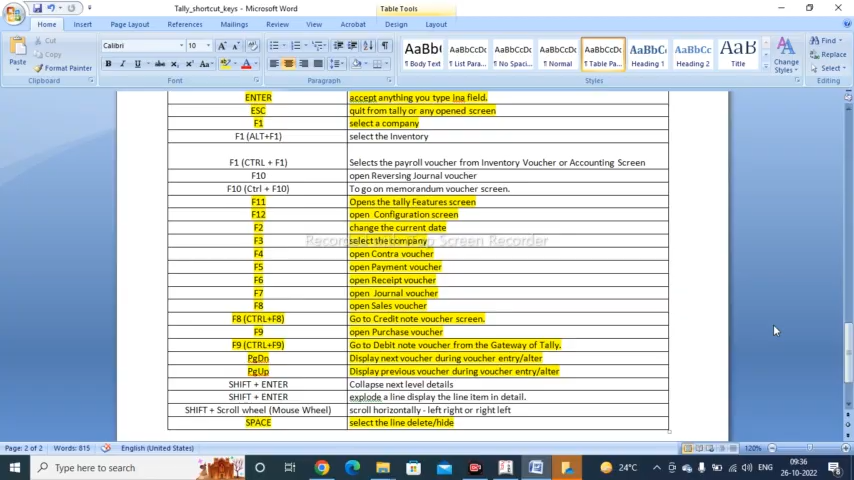 Tally_shortcut_keys - Microsoft Word
Table Tools
Home Insert Page Layout References Mailings Review View Acrobat Design Layout
Paste
Cut
Copy
Format Painter
Clipboard
Calibri 10
Font
Paragraph
¶ Body Text
¶ List Para...
¶ No Spaci...
¶ Normal
¶ Table Pa...
Heading 1
Heading 2
Title
Change Styles
Styles
Find
Replace
Select
Editing
ENTER accept anything you type ina field.
ESC quit from tally or any opened screen
F1 select a company
F1 (ALT+F1) select the Inventory
F1 (CTRL + F1) Selects the payroll voucher from Inventory Voucher or Accounting Screen
F10 open Reversing Journal voucher
F10 (Ctrl + F10) To go on memorandum voucher screen.
F11 Opens the tally Features screen
F12 open Configuration screen
F2 change the current date
F3 select the company
F4 open Contra voucher
F5 open Payment voucher
F6 open Receipt voucher
F7 open Journal voucher
F8 open Sales voucher
F8 (CTRL+F8) Go to Credit note voucher screen.
F9 open Purchase voucher
F9 (CTRL+F9) Go to Debit note voucher from the Gateway of Tally.
PgDn Display next voucher during voucher entry/alter
PgUp Display previous voucher during voucher entry/alter
SHIFT + ENTER Collapse next level details
SHIFT + ENTER explode a line display the line item in detail.
SHIFT + Scroll wheel (Mouse Wheel) scroll horizontally - left right or right left
SPACE select the line delete/hide
Page: 2 of 2 Words: 815 English (United States) 120%
Type here to search
24°C
ENG
09:36
26-10-2022